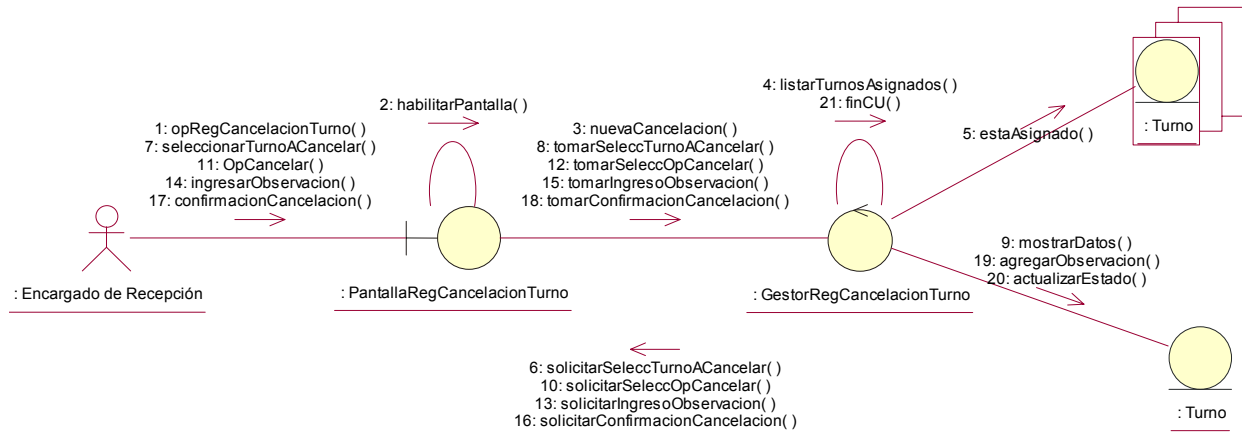 1: opRegCancelacionTurno( )
7: seleccionarTurnoACancelar( )
11: OpCancelar( )
14: ingresarObservacion( )
17: confirmacionCancelacion( )
2: habilitarPantalla( )
3: nuevaCancelacion( )
8: tomarSeleccTurnoACancelar( )
12: tomarSeleccOpCancelar( )
15: tomarIngresoObservacion( )
18: tomarConfirmacionCancelacion( )
4: listarTurnosAsignados( )
21: finCU( )
5: estaAsignado( )
: Turno
9: mostrarDatos( )
19: agregarObservacion( )
20: actualizarEstado( )
: Encargado de Recepción
: PantallaRegCancelacionTurno
: GestorRegCancelacionTurno
6: solicitarSeleccTurnoACancelar( )
10: solicitarSeleccOpCancelar( )
13: solicitarIngresoObservacion( )
16: solicitarConfirmacionCancelacion( )
: Turno